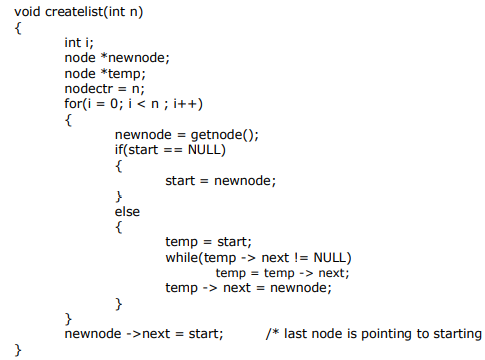 void createlist(int n)
{
int i;
node *newnode;
node *temp;
nodectr = n;
for(i = 0; i < n ; i++)
{
newnode = getnode();
if(start == NULL)
{
start = newnode;
}
else
{
temp = start;
while(temp -> next != NULL)
temp = temp -> next;
temp -> next = newnode;
}
}
newnode ->next = start; /* last node is pointing to starting
}